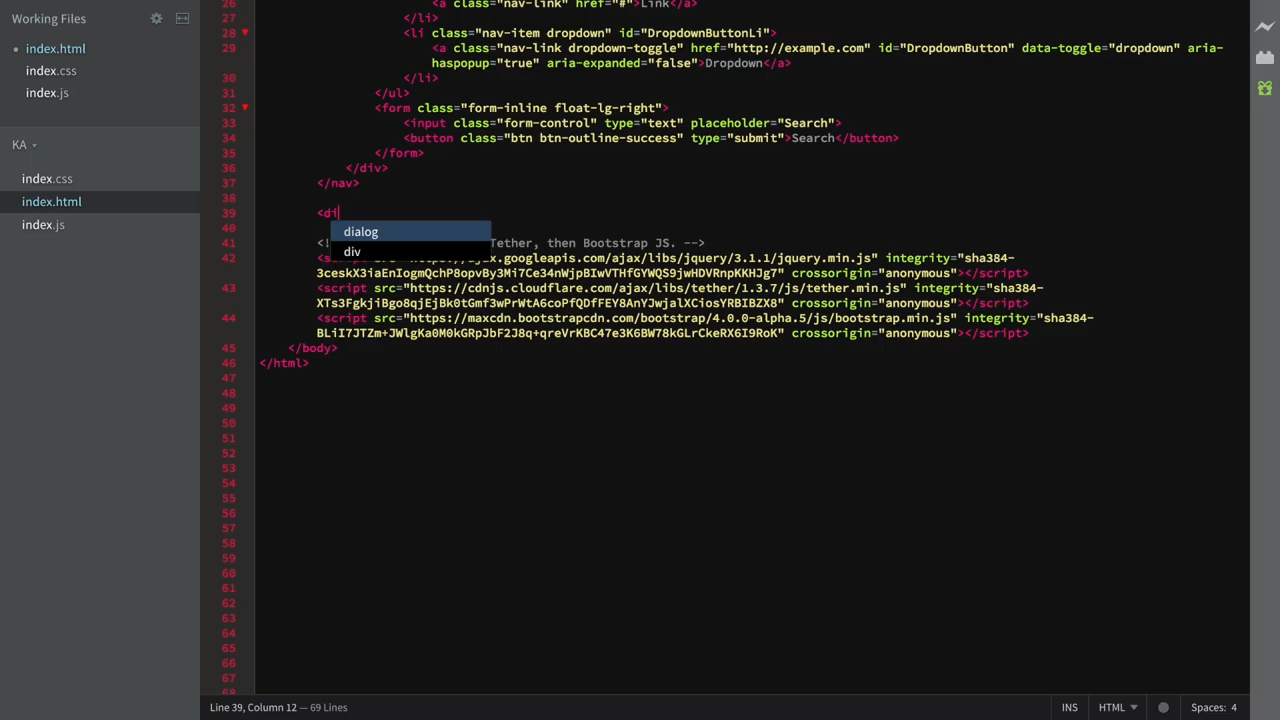 Working Files
index.html
index.css
index.js
KA
index.css
index.html
index.js
26 <a class="nav-link" href="#">Link</a>
27 </li>
28 <li class="nav-item dropdown" id="DropdownButtonLi">
29 <a class="nav-link dropdown-toggle" href="http://example.com" id="DropdownButton" data-toggle="dropdown" aria-
haspopup="true" aria-expanded="false">Dropdown</a>
30 </li>
31 </ul>
32 <form class="form-inline float-lg-right">
33 <input class="form-control" type="text" placeholder="Search">
34 <button class="btn btn-outline-success" type="submit">Search</button>
35 </form>
36 </div>
37 </nav>
38
39 <di
dialog
div
40
41 <! Tether, then Bootstrap JS. -->
42 ajax.googleapis.com/ajax/libs/jquery/3.1.1/jquery.min.js" integrity="sha384-
3ceskX3iaEnIogmQchP8opvBy3Mi7Ce34nWjpBIwVTHfGYWQS9jwHDVRnpKKHJg7" crossorigin="anonymous"></script>
43 <script src="https://cdnjs.cloudflare.com/ajax/libs/tether/1.3.7/js/tether.min.js" integrity="sha384-
XTs3FgkjiBgo8qjEjBk0tGmf3wPrWtA6coPfQDfFEY8AnYJwjalXCiosYRBIBZX8" crossorigin="anonymous"></script>
44 <script src="https://maxcdn.bootstrapcdn.com/bootstrap/4.0.0-alpha.5/js/bootstrap.min.js" integrity="sha384-
BLiI7JTZm+JWlgKa0M0kGRpJbF2J8q+qreVrKBC47e3K6BW78kGLrCkeRX6I9RoK" crossorigin="anonymous"></script>
45 </body>
46 </html>
47
48
49
50
51
52
53
54
55
56
57
58
59
60
61
62
63
64
65
66
67
68
Line 39, Column 12 — 69 Lines
INS
HTML
Spaces: 4